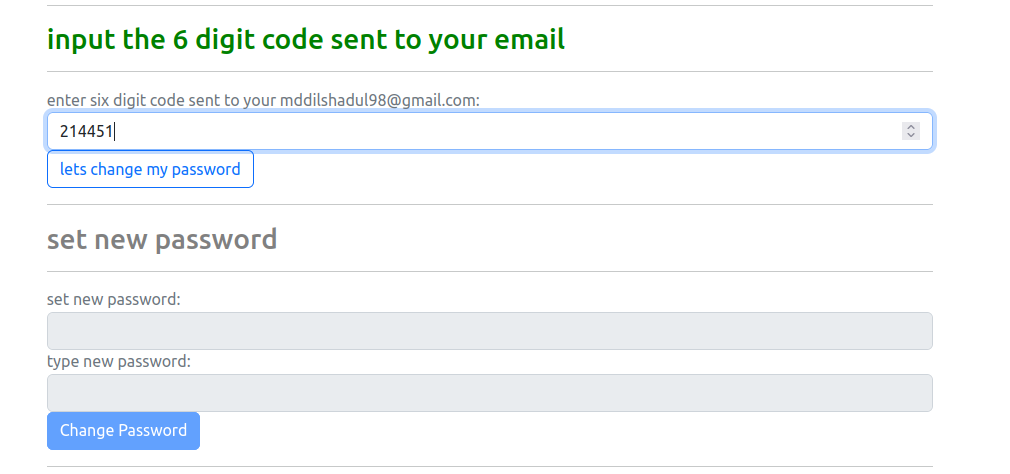 input the 6 digit code sent to your email
enter six digit code sent to your mddilshadul98@gmail.com:
214451
lets change my password
set new password
set new password:
type new password:
Change Password